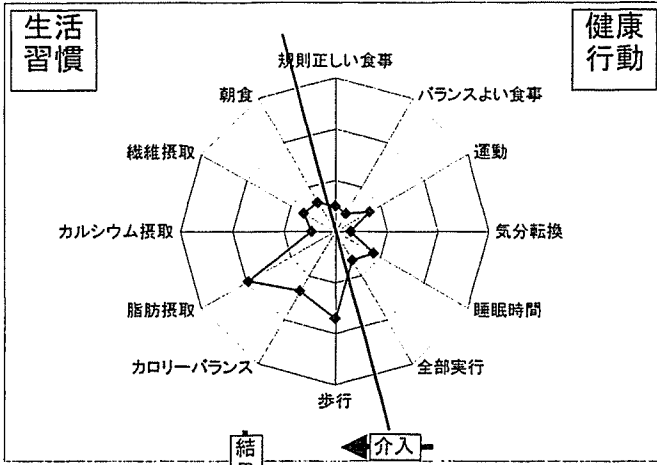 生活
習慣
健康
行動
規則正しい食事
バランスよい食事
運動
気分転換
睡眠時間
全部実行
歩行
カロリーバランス
脂肪摂取
カルシウム摂取
繊維摂取
朝食
結
介入